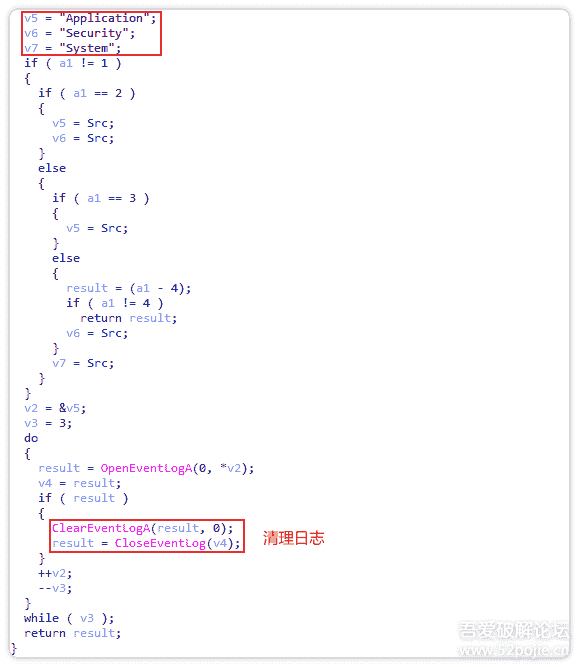 v5 = "Application";
v6 = "Security";
v7 = "System";
if ( a1 != 1 )
{
if ( a1 == 2 )
{
v5 = Src;
v6 = Src;
}
else
{
if ( a1 == 3 )
{
v5 = Src;
}
else
{
result = (a1 - 4);
if ( a1 != 4 )
return result;
v6 = Src;
}
v7 = Src;
}
}
v2 = &v5;
v3 = 3;
do
{
result = OpenEventLogA(0, *v2);
v4 = result;
if ( result )
{
ClearEventLogA(result, 0);
result = CloseEventLog(v4); 清理日志
}
++v2;
--v3;
}
while ( v3 );
return result;
}
吾爱破解论坛
www.52pojie.cn